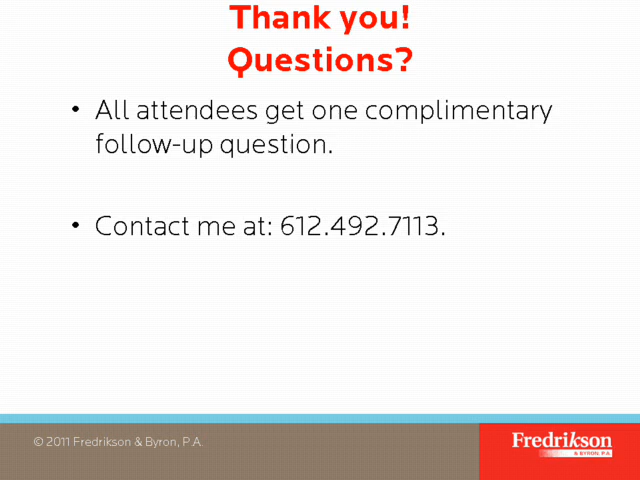 Thank you!
Questions?
• All attendees get one complimentary
follow-up question.
• Contact me at: 612.492.7113.
© 2011 Fredrikson & Byron, P.A.
Fredrikson
& BYRON, P.A.